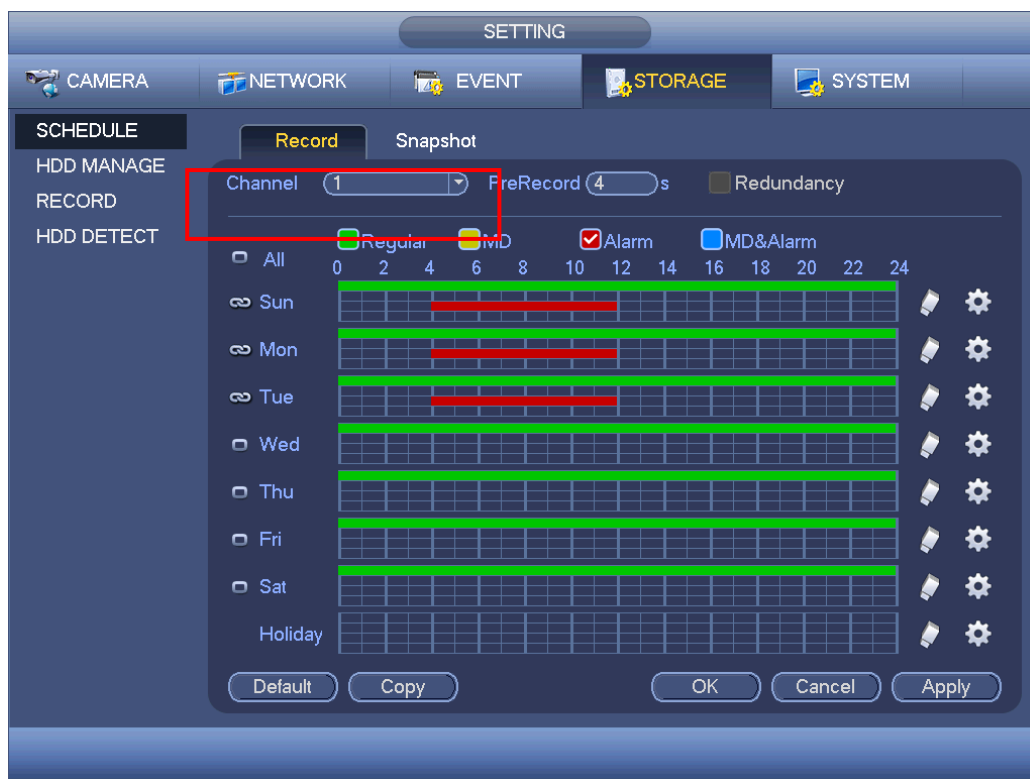 SETTING
CAMERA NETWORK EVENT STORAGE SYSTEM
SCHEDULE
HDD MANAGE
RECORD
HDD DETECT
Record Snapshot
Channel 1 PreRecord 4 s Redundancy
Regular MD Alarm MD&Alarm
All 0 2 4 6 8 10 12 14 16 18 20 22 24
Sun
Mon
Tue
Wed
Thu
Fri
Sat
Holiday
Default Copy OK Cancel Apply